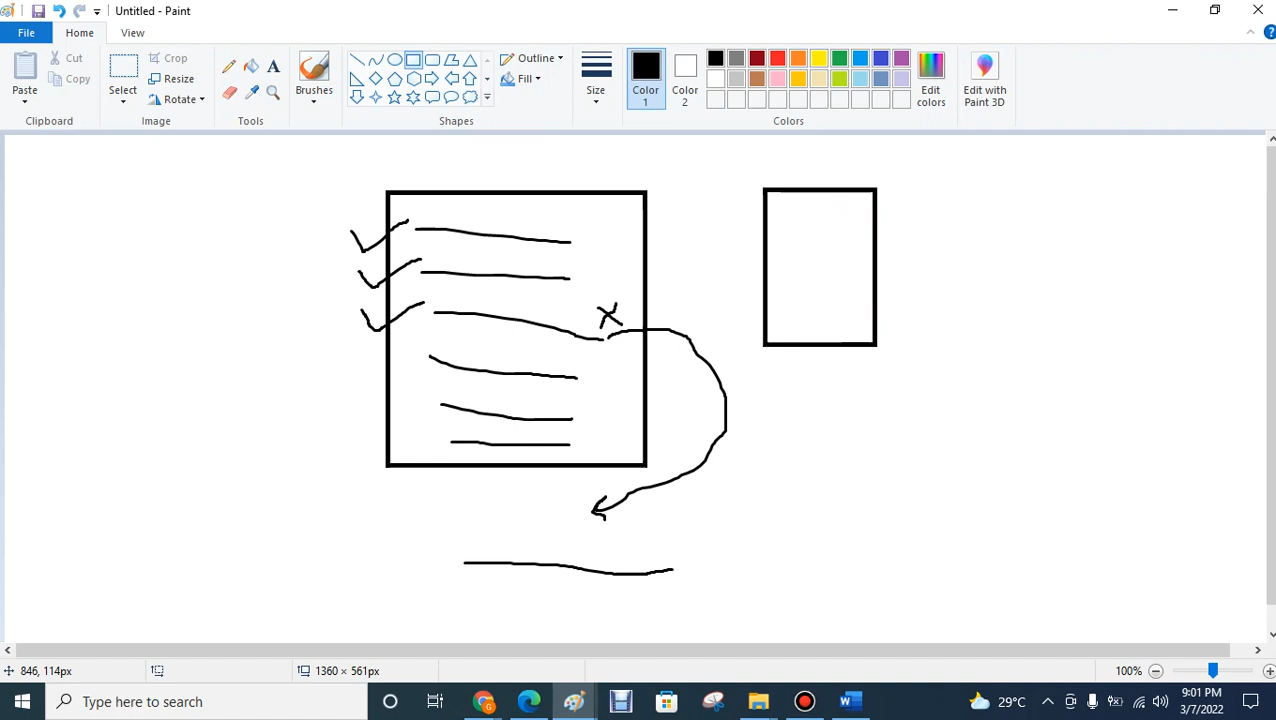 Untitled - Paint
File Home View
Paste
Cut
Copy
Clipboard
Select
Crop
Resize
Rotate
Image
A
Tools
Brushes
Outline
Fill
Shapes
Size
Color 1
Color 2
Edit colors
Colors
Edit with Paint 3D
X
846, 114px
1360 × 561px
100%
Type here to search
29°C
9:01 PM
3/7/2022